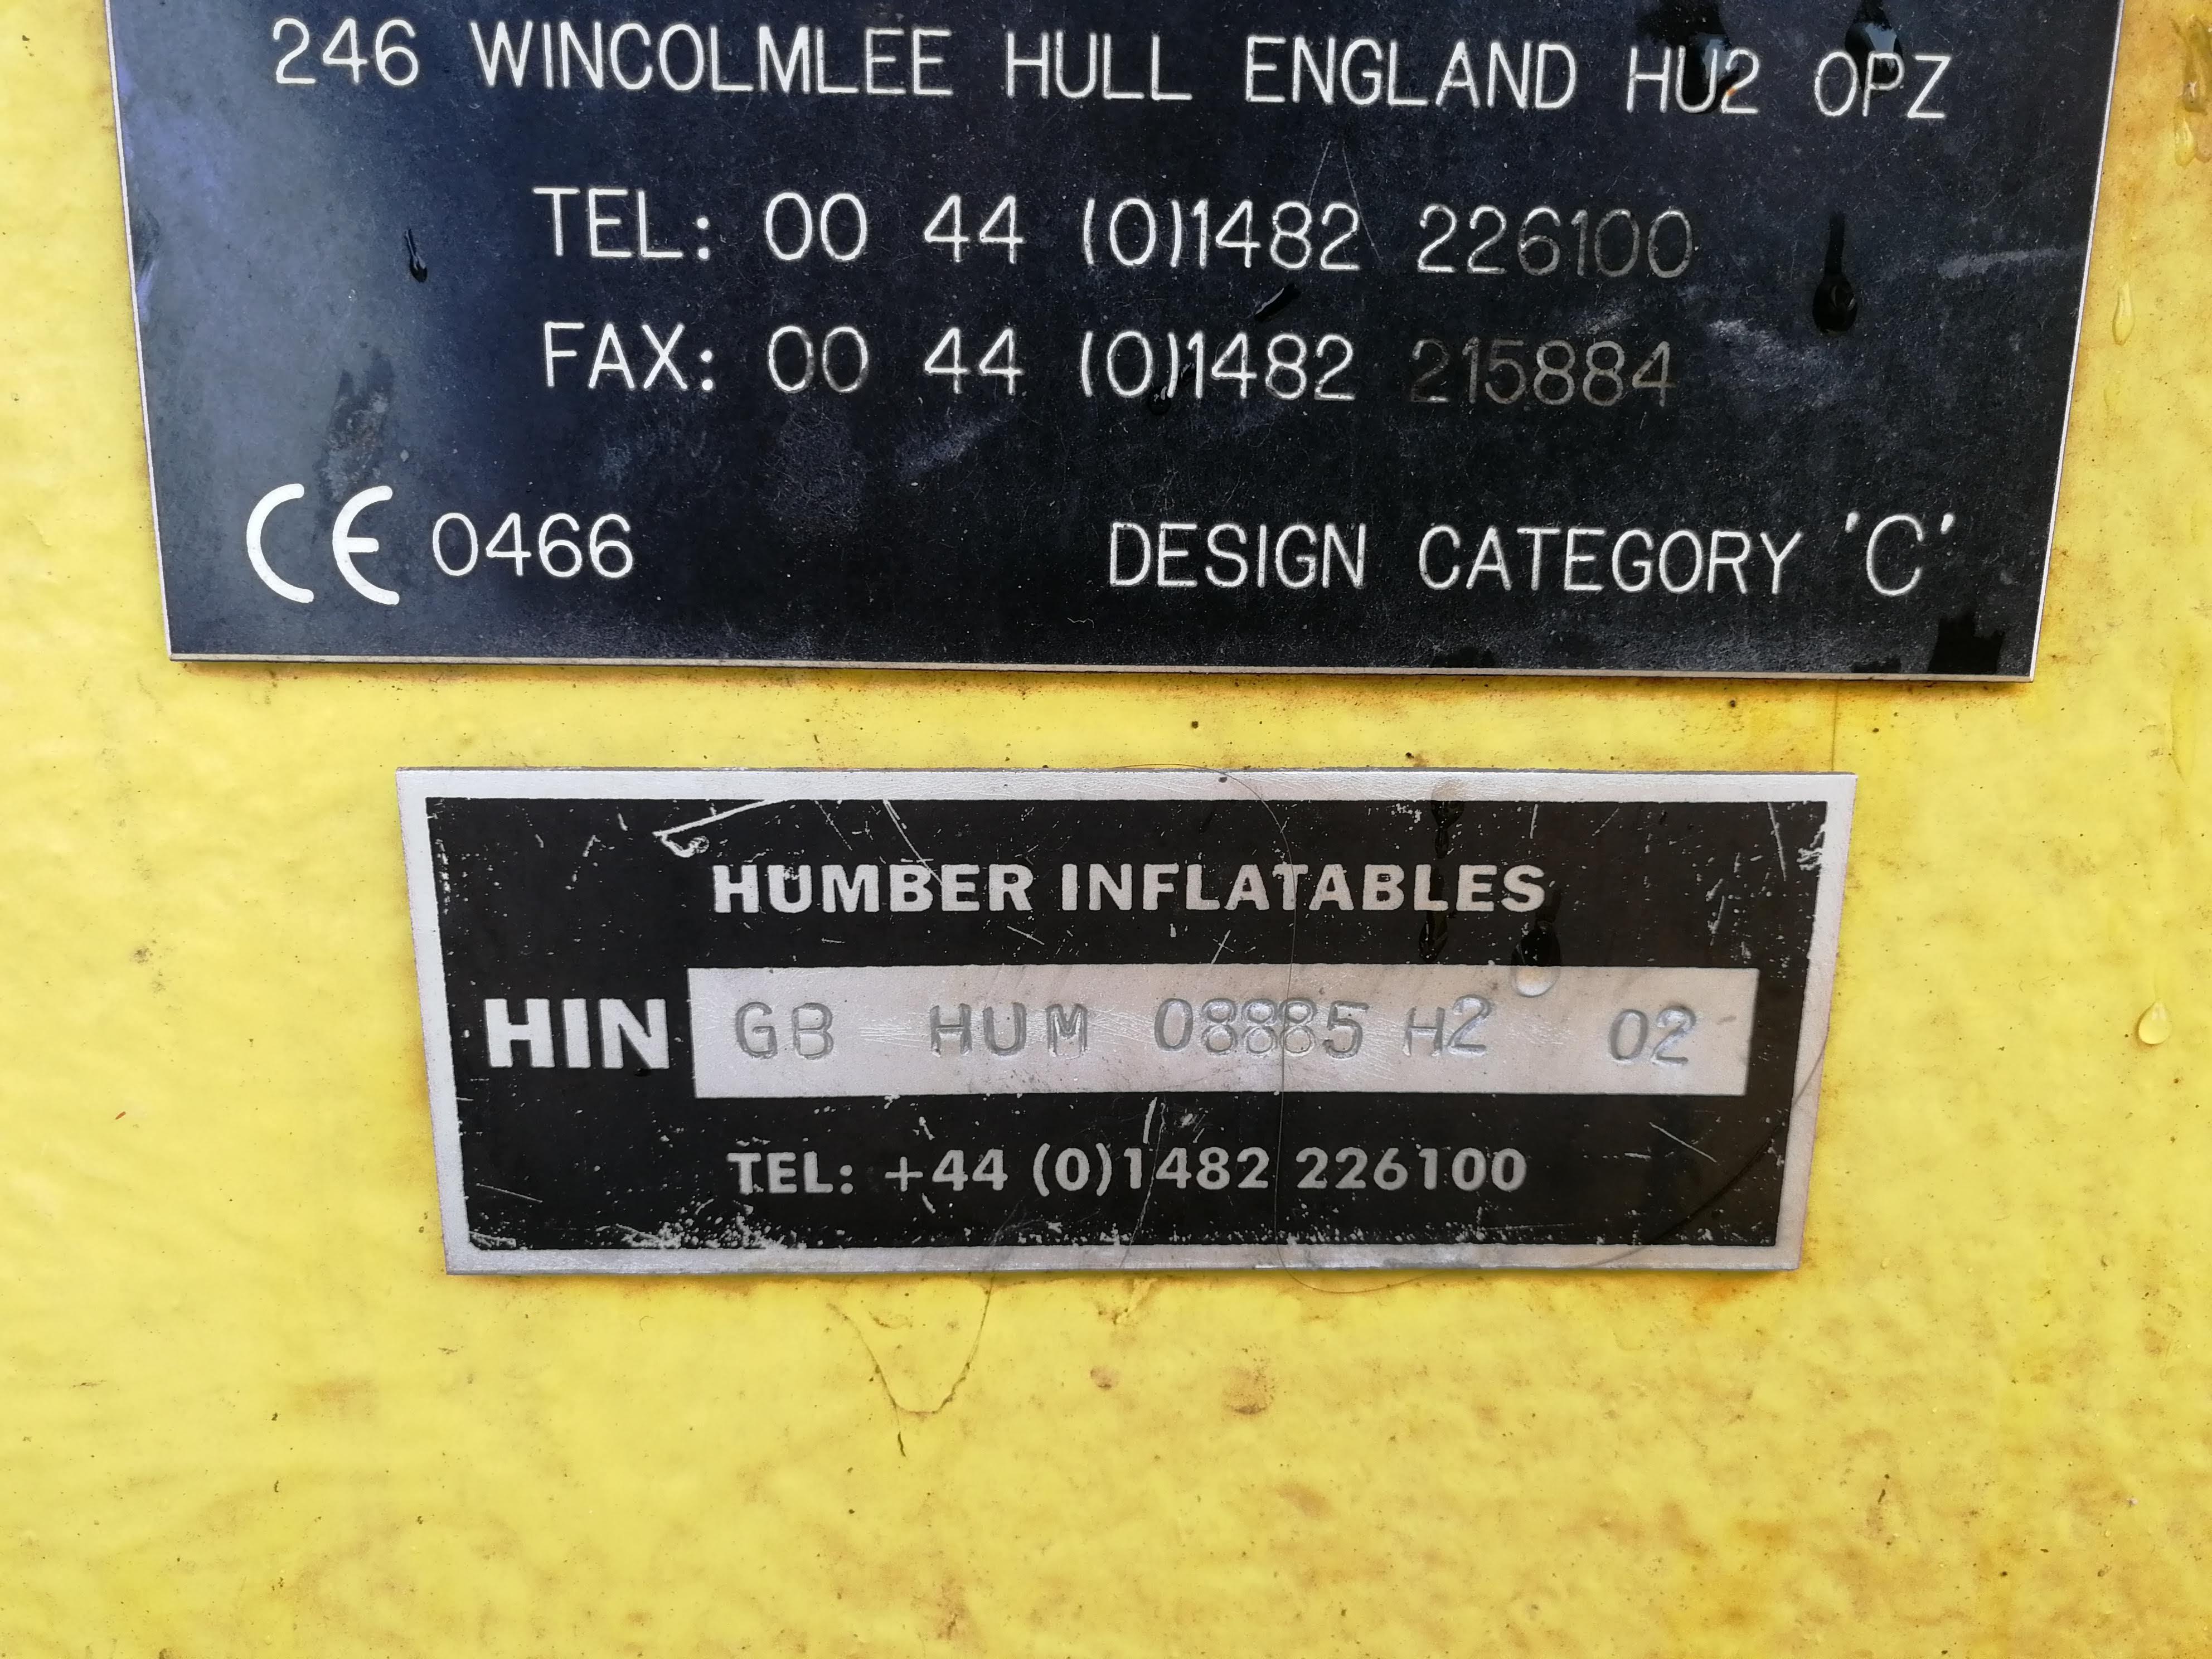 246 WINCOLMLEE HULL ENGLAND HU2 OPZ
TEL: 00 44 (0)1482 226100
FAX: 00 44 (0)1482 215884
CE 0466 DESIGN CATEGORY 'C'
HUMBER INFLATABLES
HIN GB HUM 08885 H2 02
TEL: +44 (0)1482 226100